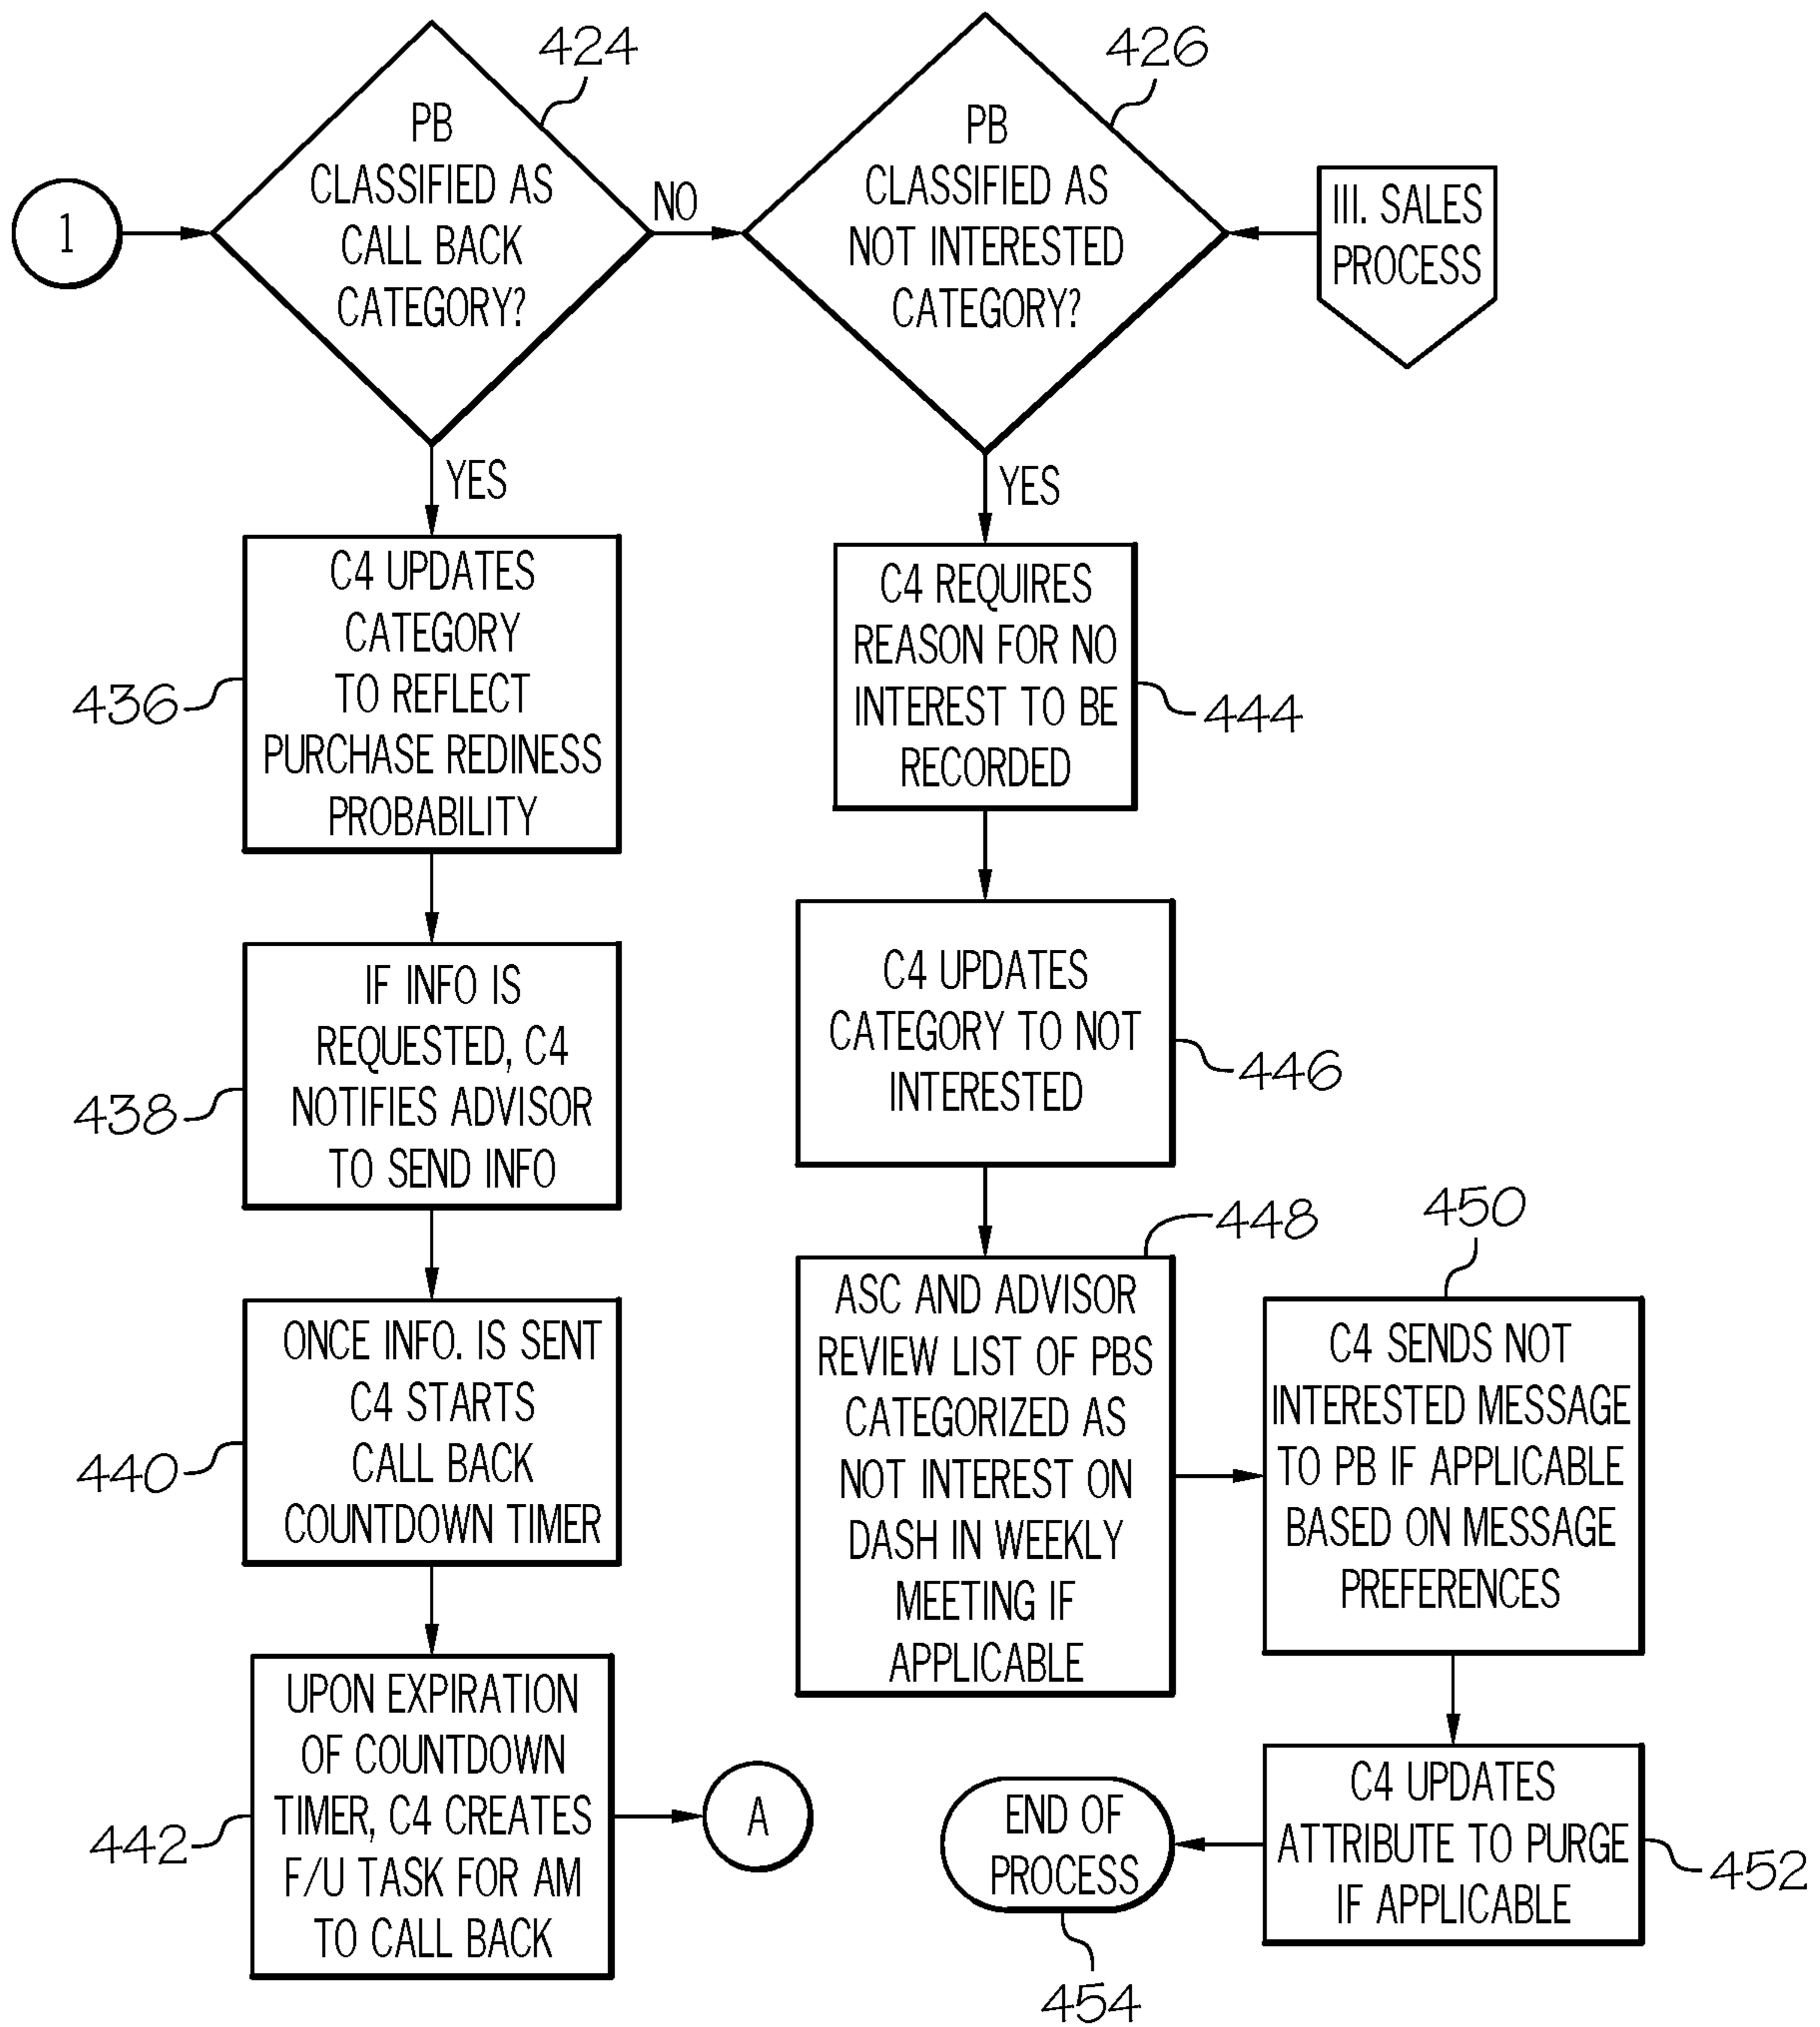 424
426
1
PB
CLASSIFIED AS
CALL BACK
CATEGORY?
NO
PB
CLASSIFIED AS
NOT INTERESTED
CATEGORY?
III. SALES
PROCESS
YES
YES
C4 UPDATES
CATEGORY
TO REFLECT
PURCHASE REDINESS
PROBABILITY
436
C4 REQUIRES
REASON FOR NO
INTEREST TO BE
RECORDED
444
IF INFO IS
REQUESTED, C4
NOTIFIES ADVISOR
TO SEND INFO
438
C4 UPDATES
CATEGORY TO NOT
INTERESTED
446
ONCE INFO. IS SENT
C4 STARTS
CALL BACK
COUNTDOWN TIMER
440
448
ASC AND ADVISOR
REVIEW LIST OF PBS
CATEGORIZED AS
NOT INTEREST ON
DASH IN WEEKLY
MEETING IF
APPLICABLE
450
C4 SENDS NOT
INTERESTED MESSAGE
TO PB IF APPLICABLE
BASED ON MESSAGE
PREFERENCES
UPON EXPIRATION
OF COUNTDOWN
TIMER, C4 CREATES
F/U TASK FOR AM
TO CALL BACK
442
A
END OF
PROCESS
454
C4 UPDATES
ATTRIBUTE TO PURGE
IF APPLICABLE
452